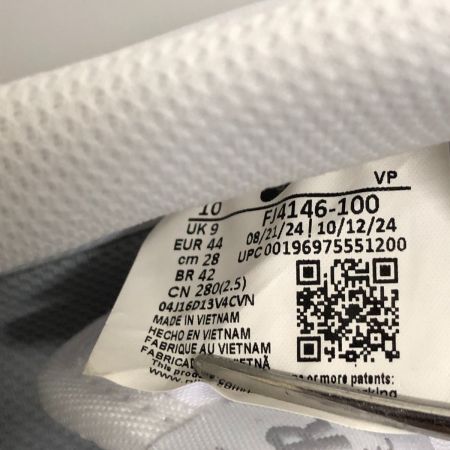 VP
10
FJ4146-100
UK 9
08/21/24 | 10/12/24
EUR 44
UPC 00196975551200
cm 28
BR 42
CN 280(2.5)
04J16D13V4CVN
MADE IN VIETNAM
HECHO EN VIETNAM
FABRIQUE AU VIETNAM
This
or more patents: